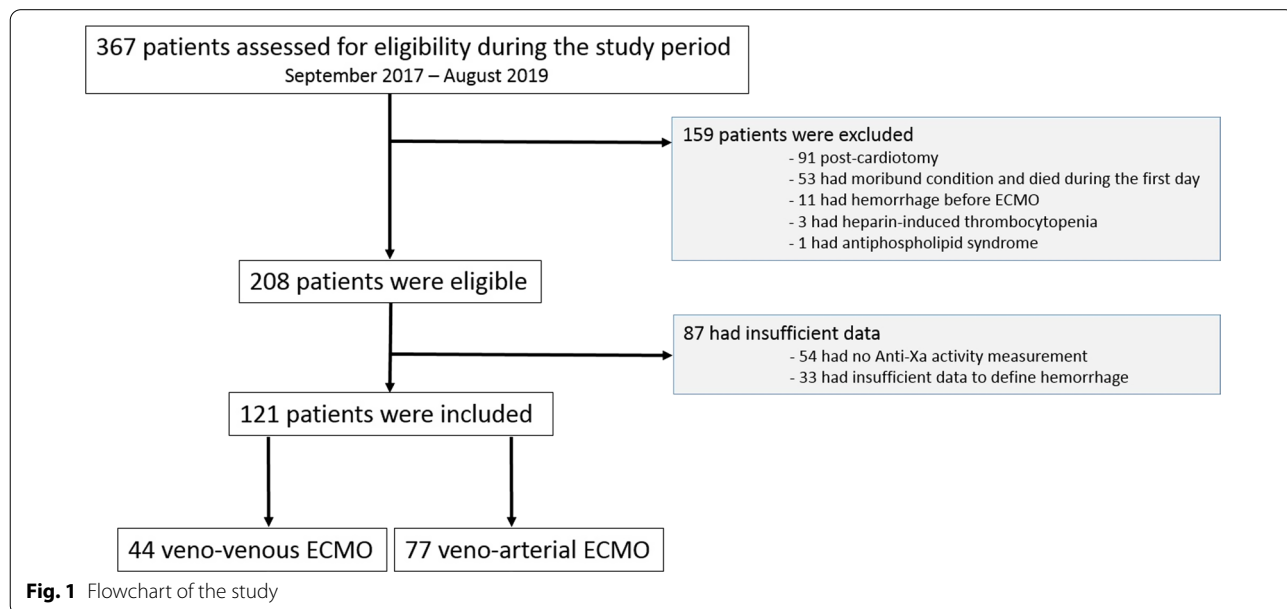 367 patients assessed for eligibility during the study period
September 2017 – August 2019
159 patients were excluded
- 91 post-cardiotomy
- 53 had moribund condition and died during the first day
- 11 had hemorrhage before ECMO
- 3 had heparin-induced thrombocytopenia
- 1 had antiphospholipid syndrome
208 patients were eligible
87 had insufficient data
- 54 had no Anti-Xa activity measurement
- 33 had insufficient data to define hemorrhage
121 patients were included
44 veno-venous ECMO
77 veno-arterial ECMO
Fig. 1 Flowchart of the study